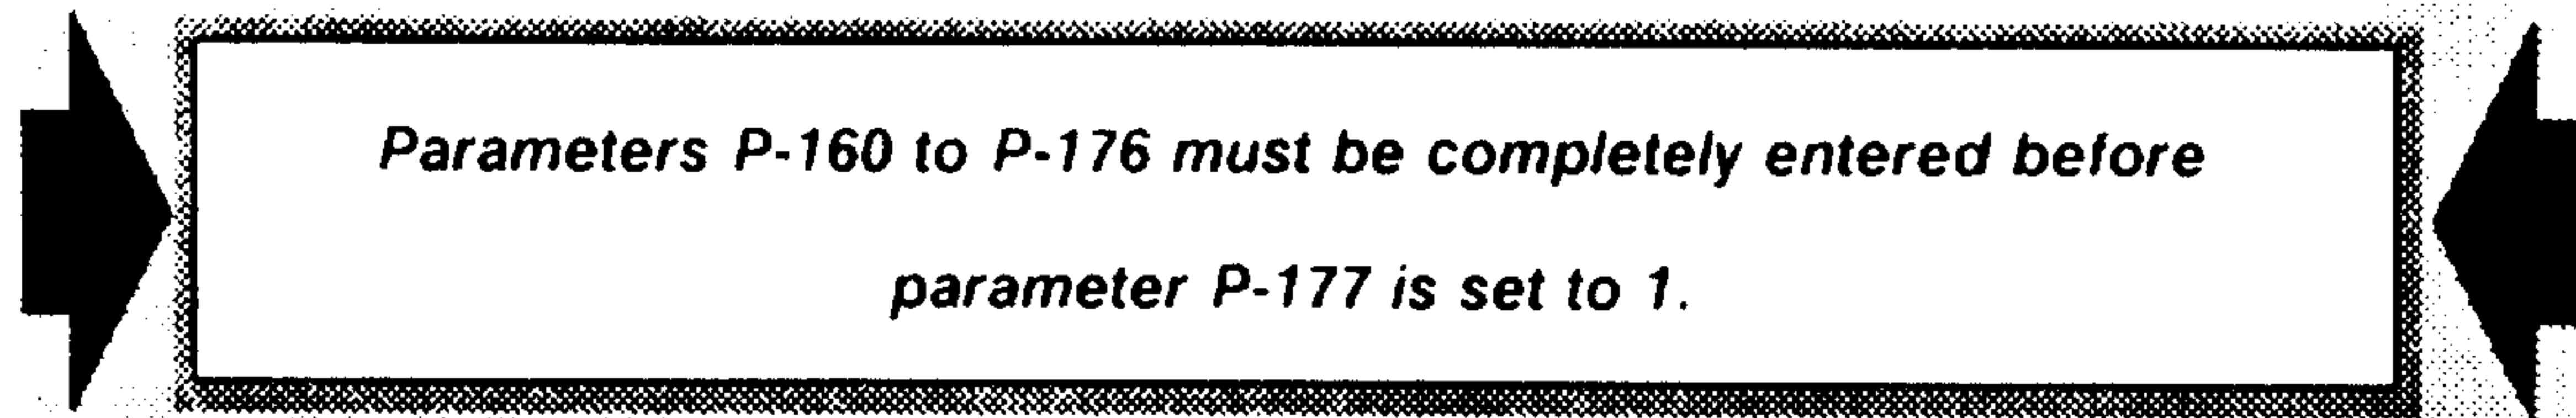 Parameters P-160 to P-176 must be completely entered before
parameter P-177 is set to 1.